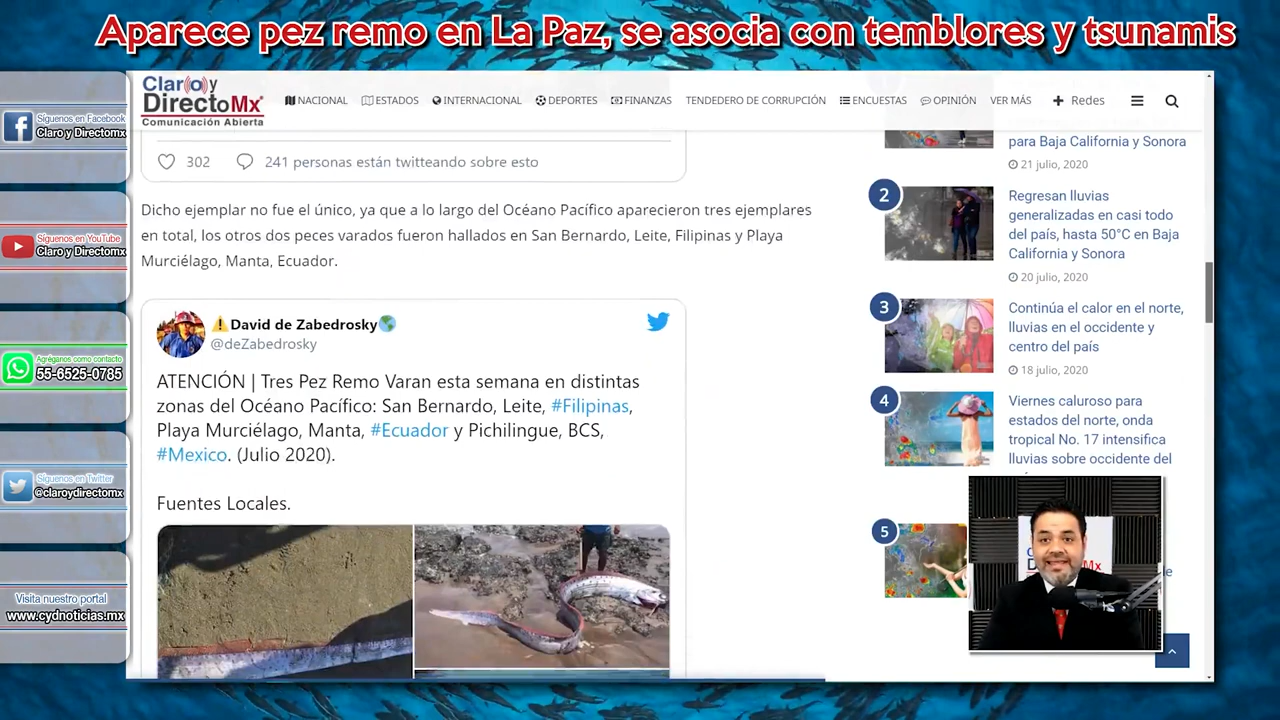 Aparece pez remo en La Paz, se asocia con temblores y tsunamis
Claro y
DirectoMx
Comunicación Abierta
NACIONAL
ESTADOS
INTERNACIONAL
DEPORTES
FINANZAS
TENDEDERO DE CORRUPCIÓN
ENCUESTAS
OPINIÓN
VER MÁS
Redes
Síguenos en Facebook
Claro y Directomx
Síguenos en YouTube
Claro y Directomx
Agréganos como contacto
55-6525-0785
Síguenos en Twitter
@claroydirectomx
Visita nuestro portal
www.cydnoticias.mx
302
241 personas están twitteando sobre esto
Dicho ejemplar no fue el único, ya que a lo largo del Océano Pacífico aparecieron tres ejemplares
en total, los otros dos peces varados fueron hallados en San Bernardo, Leite, Filipinas y Playa
Murciélago, Manta, Ecuador.
David de Zabedrosky
@deZabedrosky
ATENCIÓN | Tres Pez Remo Varan esta semana en distintas
zonas del Océano Pacífico: San Bernardo, Leite, #Filipinas,
Playa Murciélago, Manta, #Ecuador y Pichilingue, BCS,
#Mexico. (Julio 2020).
Fuentes Locales.
para Baja California y Sonora
21 julio, 2020
2
Regresan lluvias
generalizadas en casi todo
del país, hasta 50°C en Baja
California y Sonora
20 julio, 2020
3
Continúa el calor en el norte,
lluvias en el occidente y
centro del país
18 julio, 2020
4
Viernes caluroso para
estados del norte, onda
tropical No. 17 intensifica
lluvias sobre occidente del
5